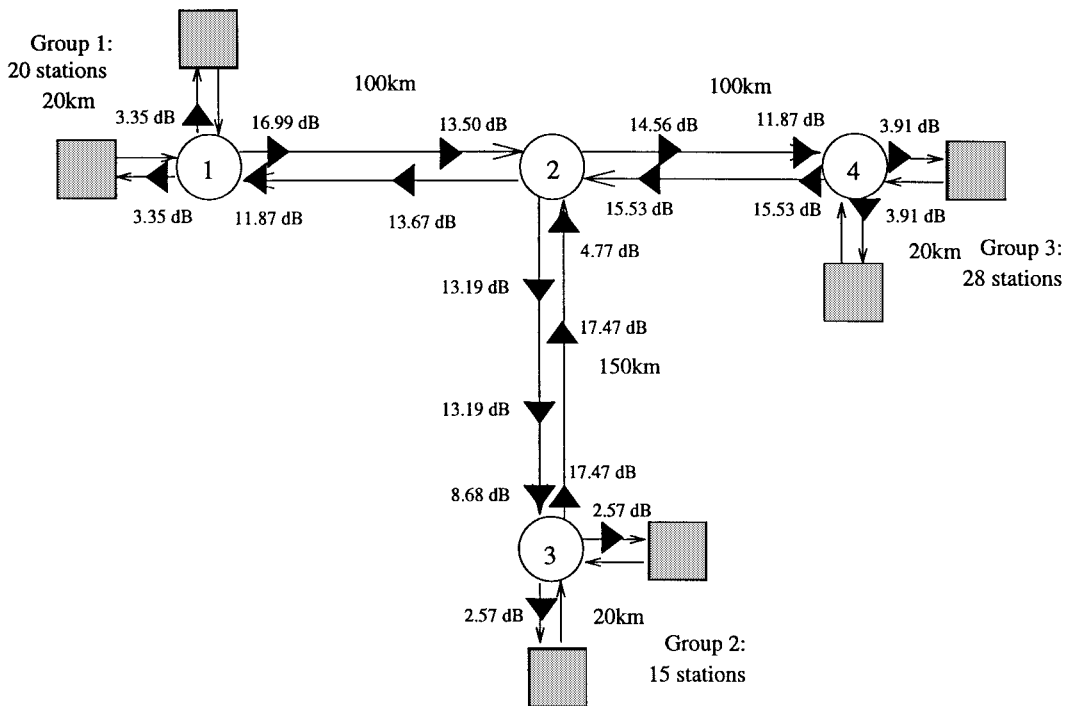 Group 1:
20 stations
20km
100km
100km
3.35 dB
16.99 dB
13.50 dB
14.56 dB
11.87 dB
3.91 dB
1
2
4
3.35 dB
11.87 dB
13.67 dB
15.53 dB
15.53 dB
3.91 dB
4.77 dB
20km
Group 3:
28 stations
13.19 dB
17.47 dB
150km
13.19 dB
17.47 dB
8.68 dB
2.57 dB
3
2.57 dB
20km
Group 2:
15 stations